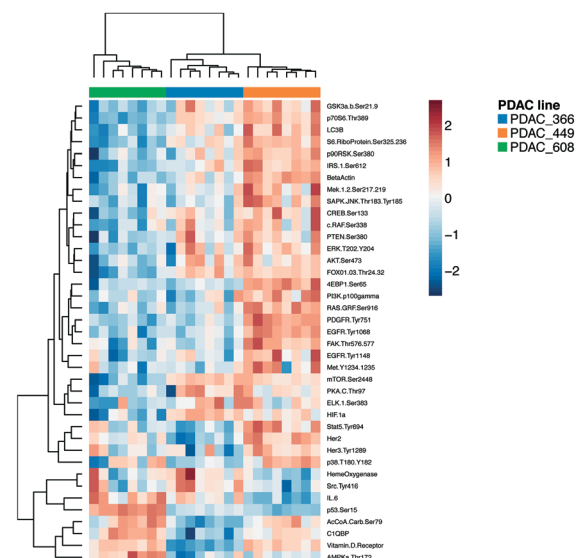 GSK3a.b.Ser21.9
p70S6.Thr389
LC3B
S6.RiboProtein.Ser325.236
p90RSK.Ser380
IRS.1.Ser612
BetaActin
Mek.1.2.Ser217.219
SAPK.JNK.Thr183.Tyr185
CREB.Ser133
c.RAF.Ser338
PTEN.Ser380
ERK.T202.Y204
AKT.Ser473
FOX01.03.Thr24.32
4EBP1.Ser65
PI3K.p100gamma
RAS.GRF.Ser916
PDGFR.Tyr751
EGFR.Tyr1068
FAK.Thr576.577
EGFR.Tyr1148
Met.Y1234.1235
mTOR.Ser2448
PKA.C.Thr97
ELK.1.Ser383
HIF.1a
Stat5.Tyr694
Her2
Her3.Tyr1289
p38.T180.Y182
HemeOxygenase
Src.Tyr416
IL.6
p53.Ser15
AcCoA.Carb.Ser79
C1QBP
Vitamin.D.Receptor
AMPKa.Thr172
2
1
0
−1
−2
PDAC line
PDAC_366
PDAC_449
PDAC_608